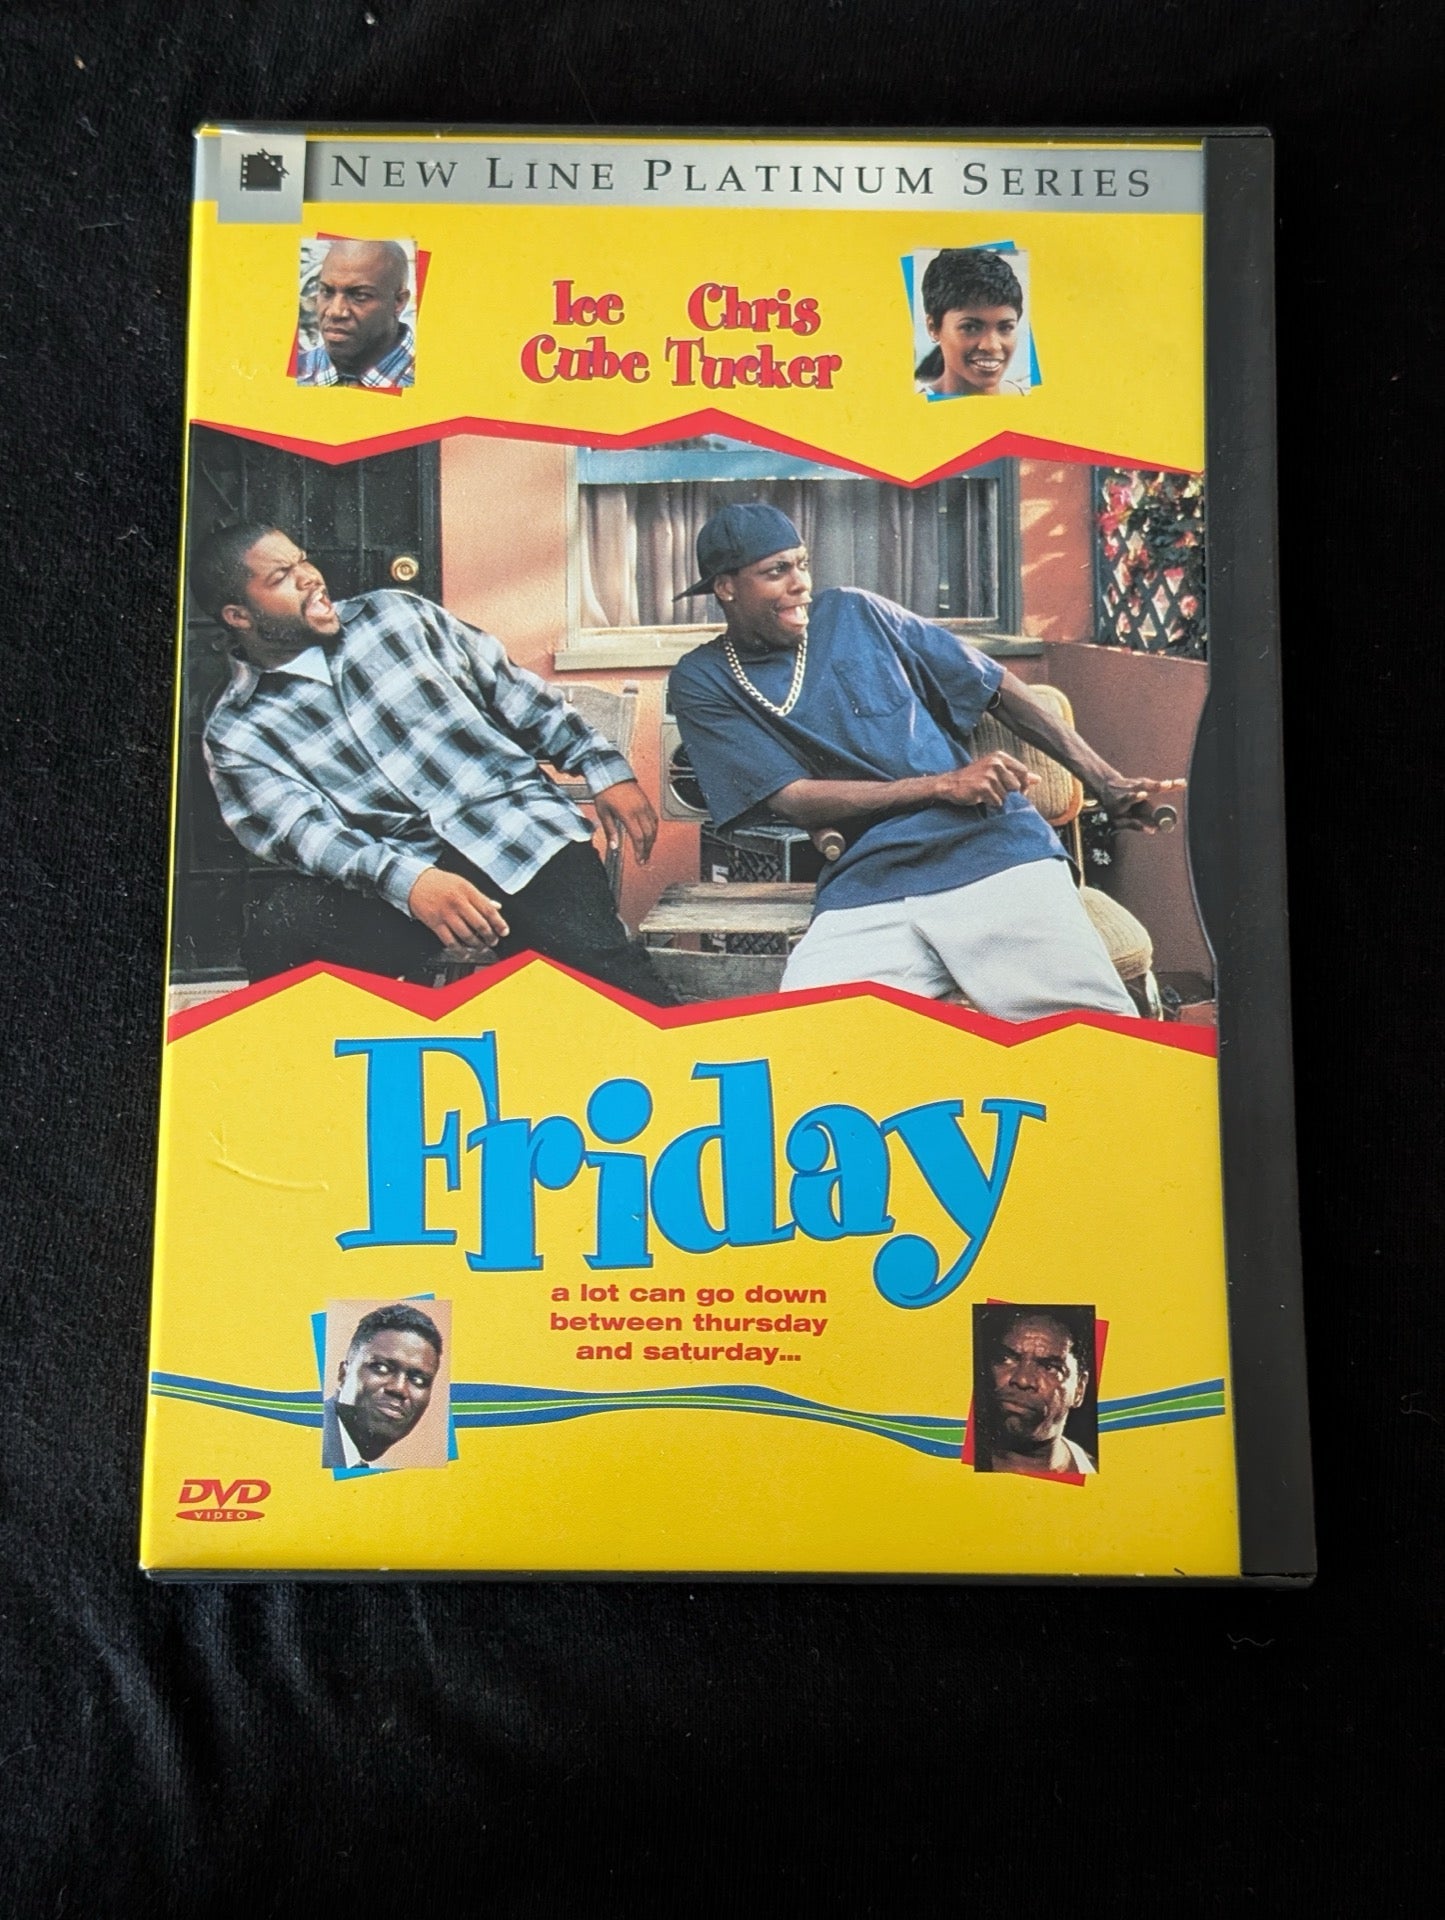 NEW LINE PLATINUM SERIES
Ice Chris
Cube Tucker
Friday
a lot can go down
between thursday
and saturday...
DVD
VIDEO